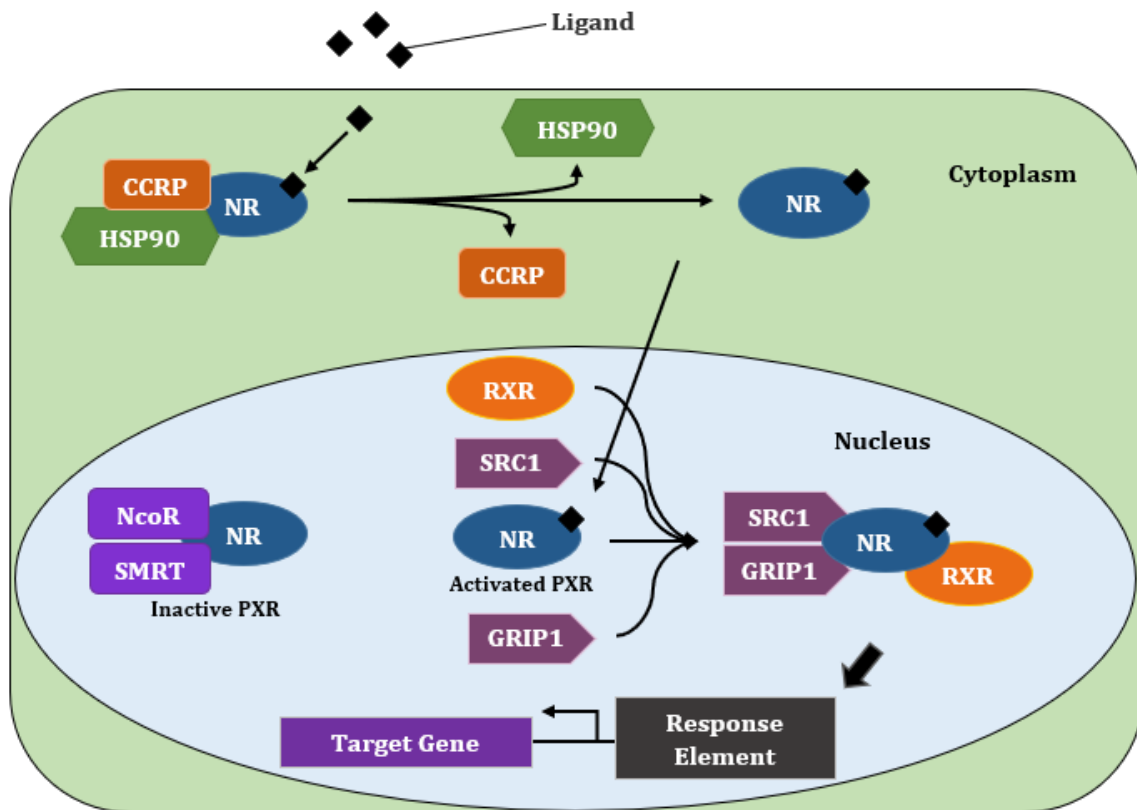 Ligand
HSP90
CCRP
NR
HSP90
Cytoplasm
NR
CCRP
RXR
Nucleus
SRC1
NcoR
NR
SMRT
Inactive PXR
NR
Activated PXR
SRC1
NR
GRIP1
RXR
GRIP1
Target Gene
Response
Element